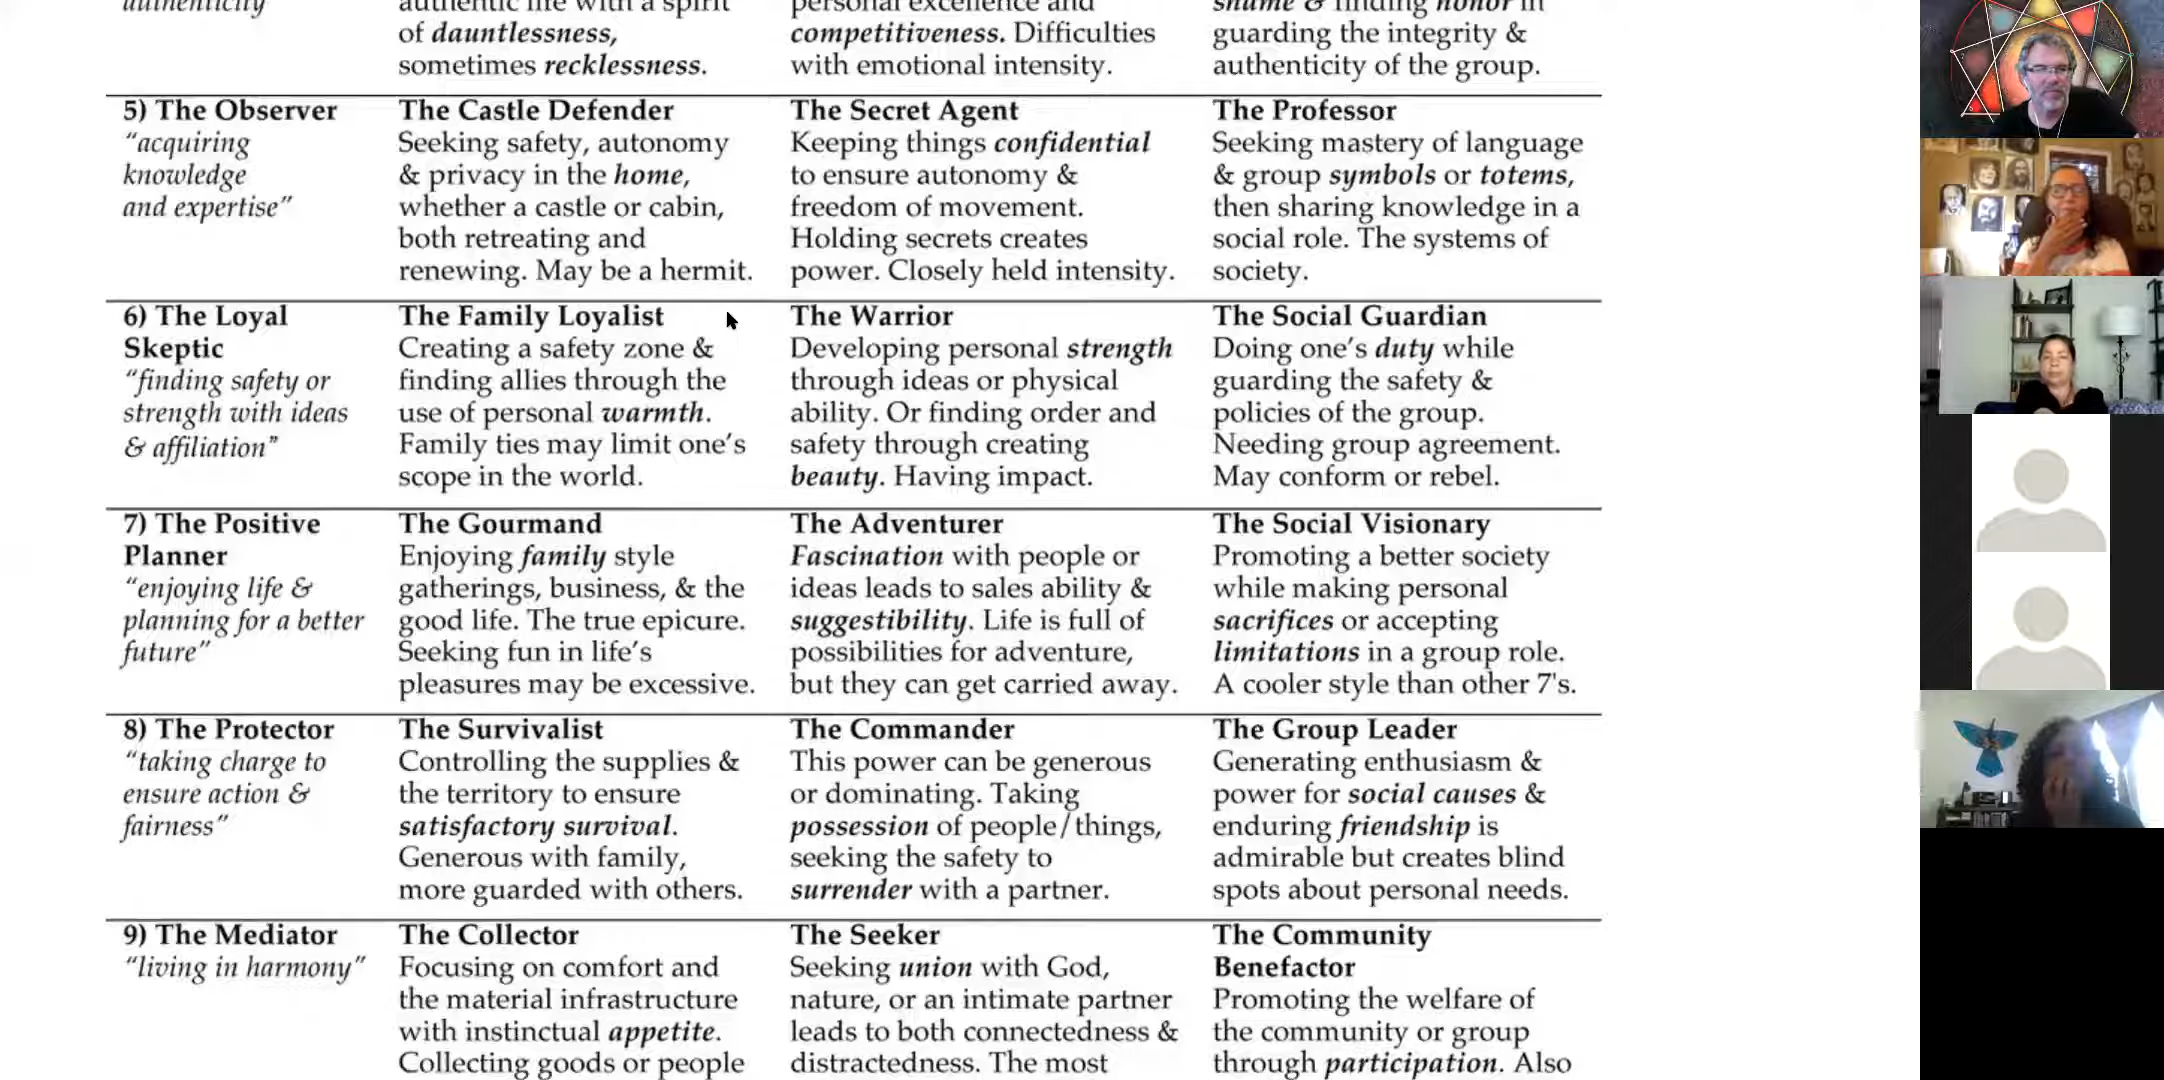 authenticity
authentic life with a spirit
of dauntlessness,
sometimes recklessness.
personal excellence and
competitiveness. Difficulties
with emotional intensity.
shame & finding honor in
guarding the integrity &
authenticity of the group.
5) The Observer
“acquiring
knowledge
and expertise”
The Castle Defender
Seeking safety, autonomy
& privacy in the home,
whether a castle or cabin,
both retreating and
renewing. May be a hermit.
The Secret Agent
Keeping things confidential
to ensure autonomy &
freedom of movement.
Holding secrets creates
power. Closely held intensity.
The Professor
Seeking mastery of language
& group symbols or totems,
then sharing knowledge in a
social role. The systems of
society.
6) The Loyal
Skeptic
“finding safety or
strength with ideas
& affiliation”
The Family Loyalist
Creating a safety zone &
finding allies through the
use of personal warmth.
Family ties may limit one’s
scope in the world.
The Warrior
Developing personal strength
through ideas or physical
ability. Or finding order and
safety through creating
beauty. Having impact.
The Social Guardian
Doing one’s duty while
guarding the safety &
policies of the group.
Needing group agreement.
May conform or rebel.
7) The Positive
Planner
“enjoying life &
planning for a better
future”
The Gourmand
Enjoying family style
gatherings, business, & the
good life. The true epicure.
Seeking fun in life’s
pleasures may be excessive.
The Adventurer
Fascination with people or
ideas leads to sales ability &
suggestibility. Life is full of
possibilities for adventure,
but they can get carried away.
The Social Visionary
Promoting a better society
while making personal
sacrifices or accepting
limitations in a group role.
A cooler style than other 7's.
8) The Protector
“taking charge to
ensure action &
fairness”
The Survivalist
Controlling the supplies &
the territory to ensure
satisfactory survival.
Generous with family,
more guarded with others.
The Commander
This power can be generous
or dominating. Taking
possession of people/things,
seeking the safety to
surrender with a partner.
The Group Leader
Generating enthusiasm &
power for social causes &
enduring friendship is
admirable but creates blind
spots about personal needs.
9) The Mediator
“living in harmony”
The Collector
Focusing on comfort and
the material infrastructure
with instinctual appetite.
Collecting goods or people
The Seeker
Seeking union with God,
nature, or an intimate partner
leads to both connectedness &
distractedness. The most
The Community
Benefactor
Promoting the welfare of
the community or group
through participation. Also